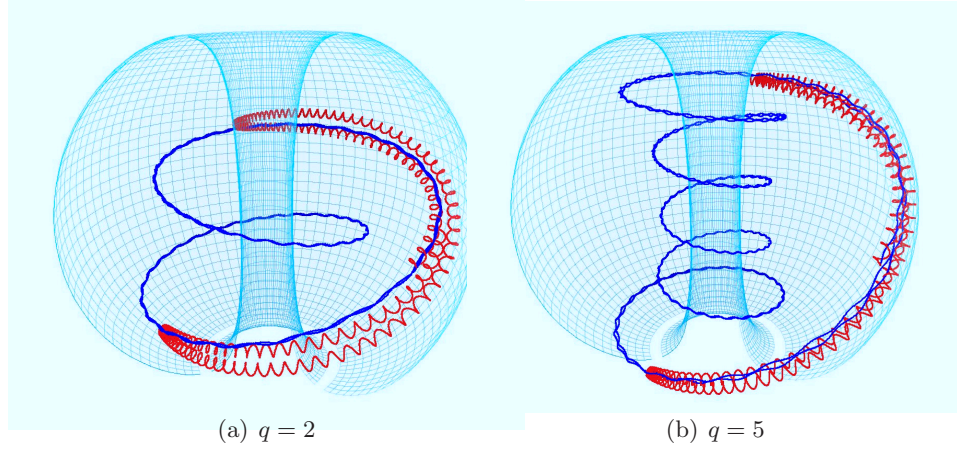 (a) q = 2
(b) q = 5